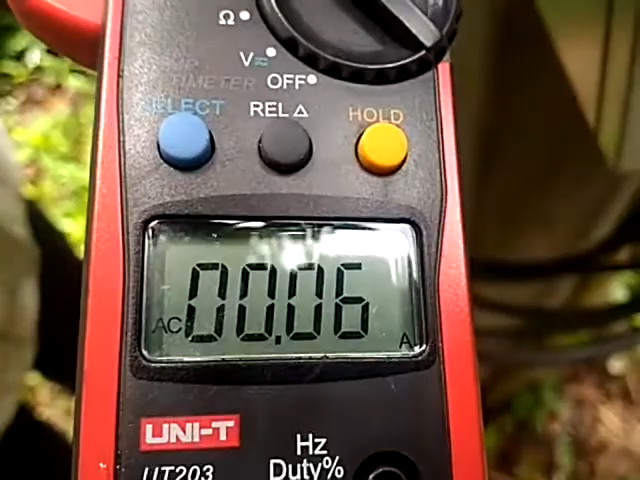 Ω
V≂
OFF
SELECT REL △ HOLD
AC 00.06 A
UNI-T
UT203
Hz
Duty%